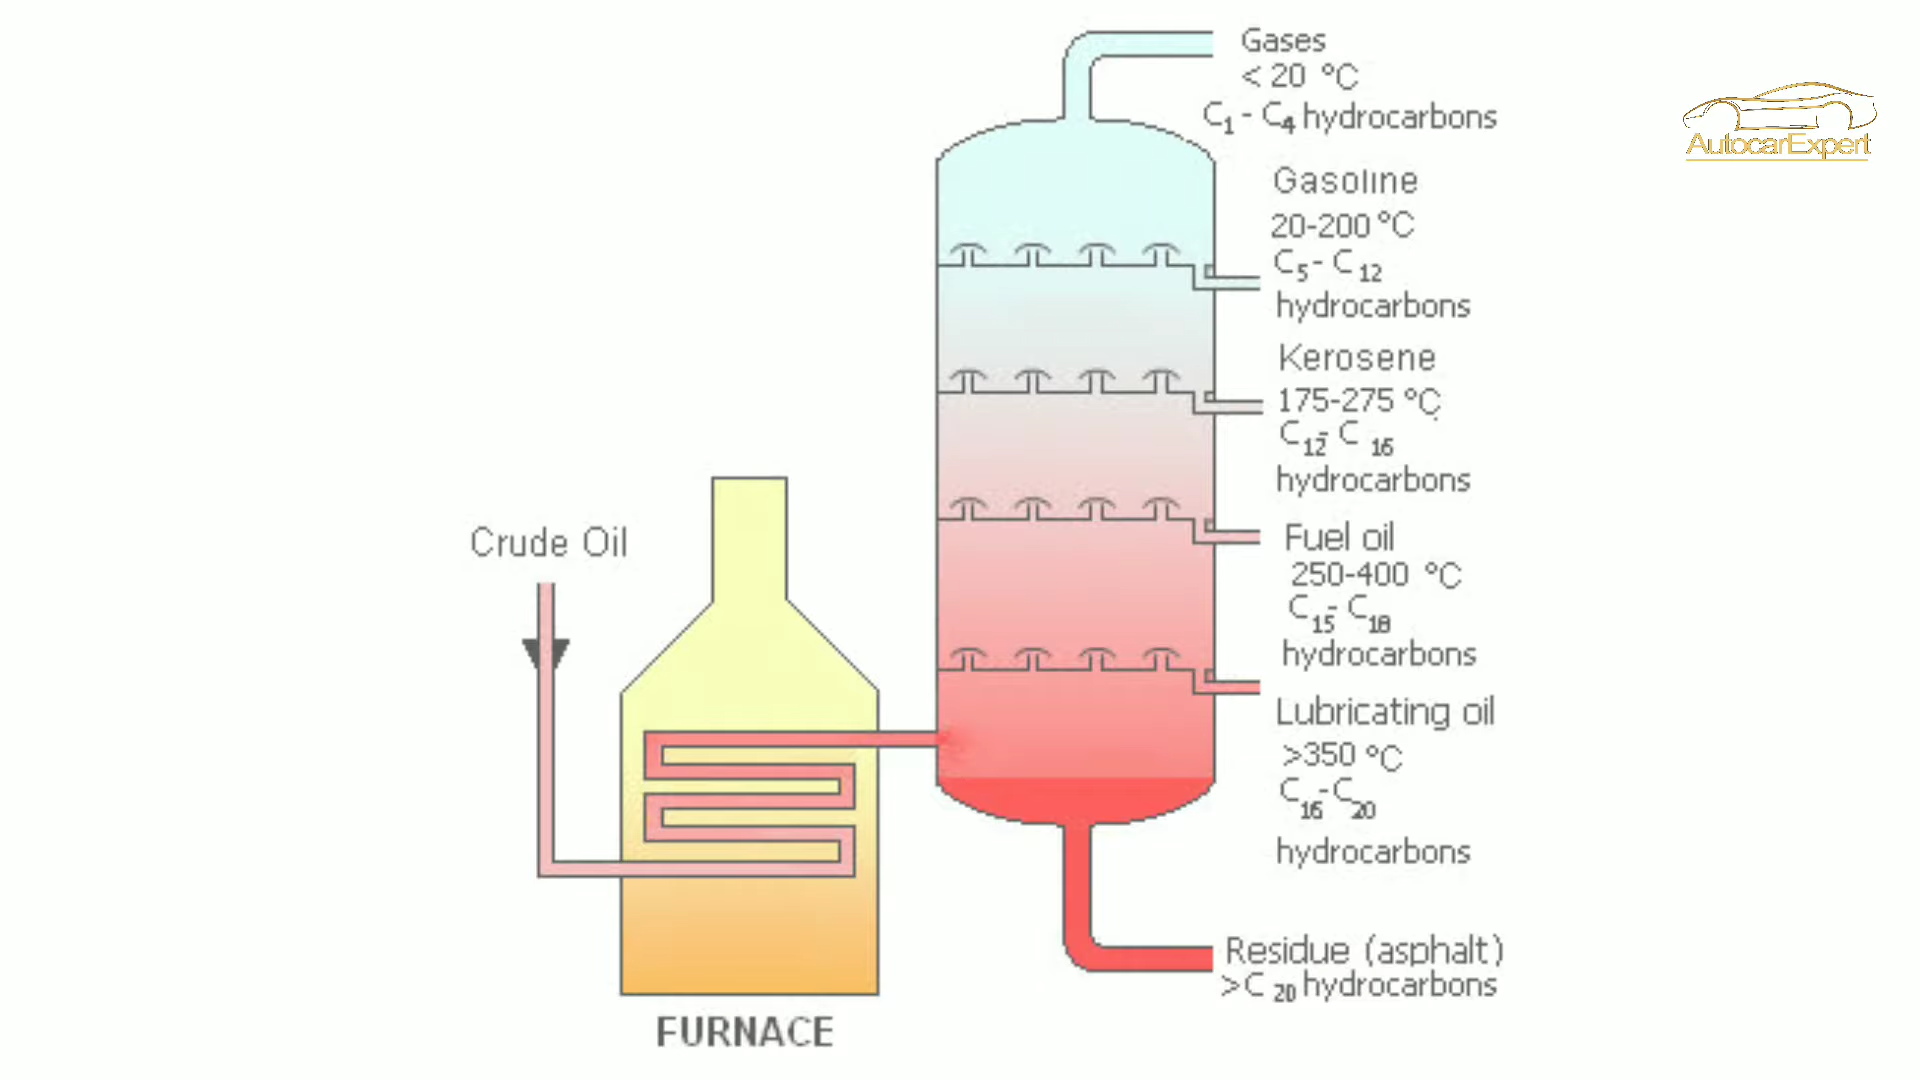 Gases
< 20 °C
C1 - C4 hydrocarbons
AutocarExpert
Gasoline
20-200 °C
C5 - C12
hydrocarbons
Kerosene
175-275 °C
C12 - C16
hydrocarbons
Crude Oil
Fuel oil
250-400 °C
C15 - C18
hydrocarbons
Lubricating oil
>350 °C
C16 - C20
hydrocarbons
Residue (asphalt)
>C20 hydrocarbons
FURNACE